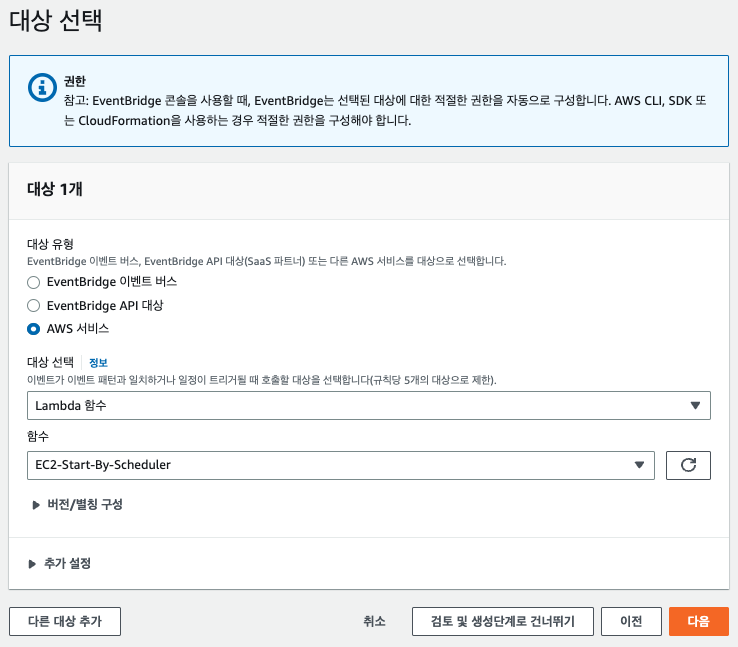 대상 선택
권한
참고: EventBridge 콘솔을 사용할 때, EventBridge는 선택된 대상에 대한 적절한 권한을 자동으로 구성합니다. AWS CLI, SDK 또
는 CloudFormation을 사용하는 경우 적절한 권한을 구성해야 합니다.
대상 1개
대상 유형
EventBridge 이벤트 버스, EventBridge API 대상(SaaS 파트너) 또는 다른 AWS 서비스를 대상으로 선택합니다.
EventBridge 이벤트 버스
EventBridge API 대상
AWS 서비스
대상 선택 정보
이벤트가 이벤트 패턴과 일치하거나 일정이 트리거될 때 호출할 대상을 선택합니다(규칙당 5개의 대상으로 제한).
Lambda 함수
함수
EC2-Start-By-Scheduler
버전/별칭 구성
추가 설정
다른 대상 추가 취소 검토 및 생성단계로 건너뛰기 이전 다음